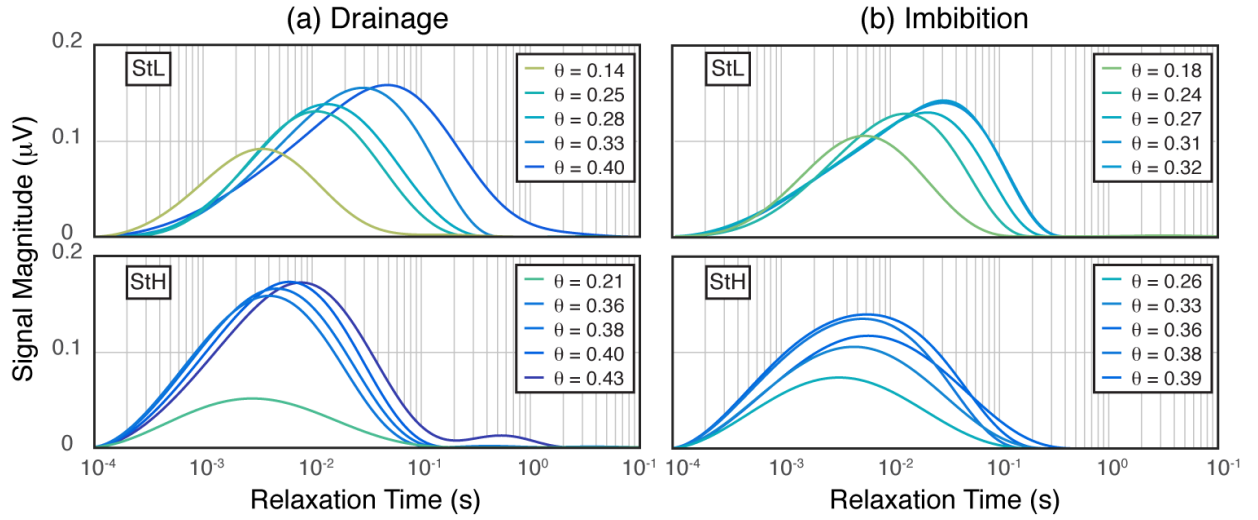 (a) Drainage
(b) Imbibition
Signal Magnitude (μV)
0.2
0.1
0
StL
θ = 0.14
θ = 0.25
θ = 0.28
θ = 0.33
θ = 0.40
StL
θ = 0.18
θ = 0.24
θ = 0.27
θ = 0.31
θ = 0.32
0.2
0.1
0
StH
θ = 0.21
θ = 0.36
θ = 0.38
θ = 0.40
θ = 0.43
StH
θ = 0.26
θ = 0.33
θ = 0.36
θ = 0.38
θ = 0.39
10⁻⁴ 10⁻³ 10⁻² 10⁻¹ 10⁰ 10⁻¹
10⁻⁴ 10⁻³ 10⁻² 10⁻¹ 10⁰ 10⁻¹
Relaxation Time (s)
Relaxation Time (s)